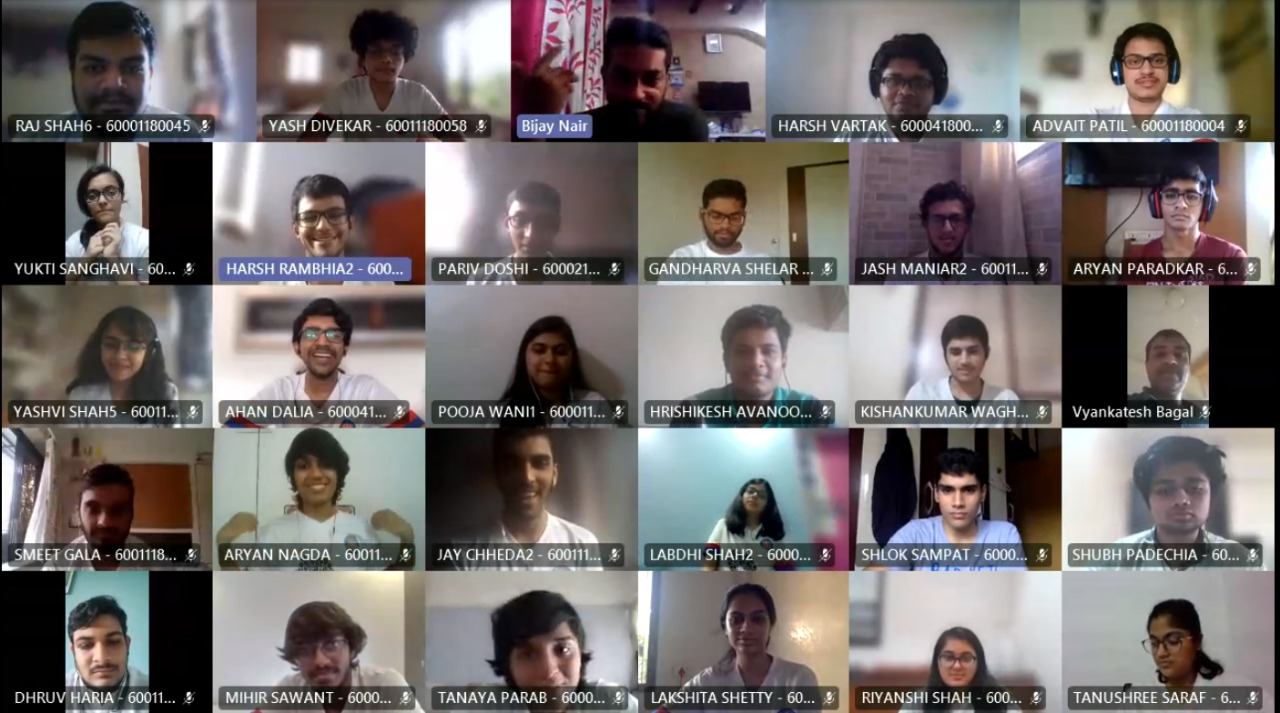 RAJ SHAH6 - 60001180045
YASH DIVEKAR - 60011180058
Bijay Nair
HARSH VARTAK - 600041800...
ADVAIT PATIL - 60001180004
YUKTI SANGHAVI - 60...
HARSH RAMBHIA2 - 600...
PARIV DOSHI - 600021...
GANDHARVA SHELAR ...
JASH MANIAR2 - 60011...
ARYAN PARADKAR - 6...
YASHVI SHAH5 - 60011...
AHAN DALIA - 600041...
POOJA WANI1 - 600011...
HRISHIKESH AVANOO...
KISHANKUMAR WAGH...
Vyankatesh Bagal
SMEET GALA - 6001118...
ARYAN NAGDA - 60011...
JAY CHHEDA2 - 600111...
LABDHI SHAH2 - 6000...
SHLOK SAMPAT - 6000...
SHUBH PADECHIA - 60...
DHRUV HARIA - 60011...
MIHIR SAWANT - 6000...
TANAYA PARAB - 6000...
LAKSHITA SHETTY - 60...
RIYANSHI SHAH - 600...
TANUSHREE SARAF - 6...